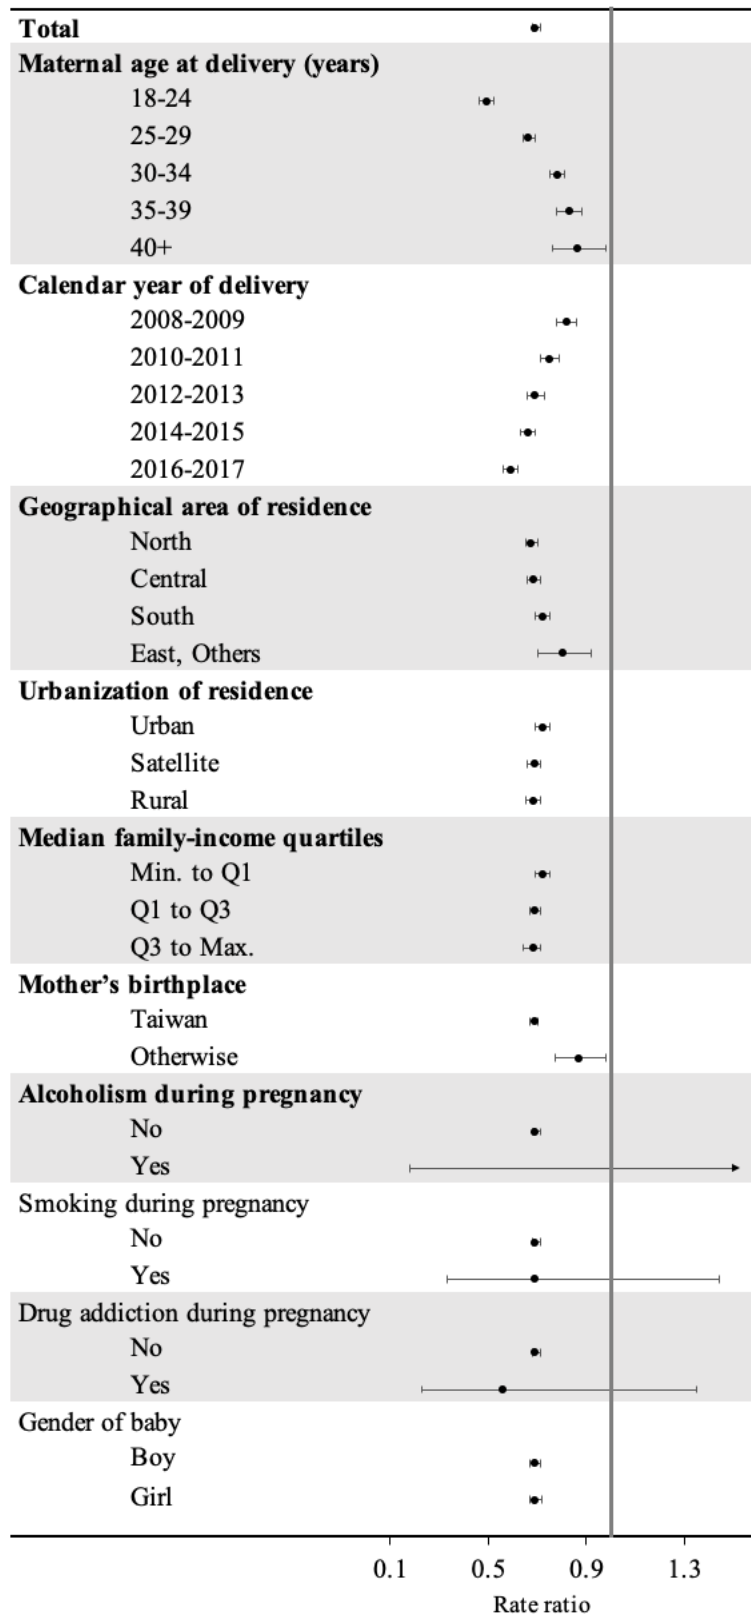 Total
Maternal age at delivery (years)
18-24
25-29
30-34
35-39
40+
Calendar year of delivery
2008-2009
2010-2011
2012-2013
2014-2015
2016-2017
Geographical area of residence
North
Central
South
East, Others
Urbanization of residence
Urban
Satellite
Rural
Median family-income quartiles
Min. to Q1
Q1 to Q3
Q3 to Max.
Mother’s birthplace
Taiwan
Otherwise
Alcoholism during pregnancy
No
Yes
Smoking during pregnancy
No
Yes
Drug addiction during pregnancy
No
Yes
Gender of baby
Boy
Girl
0.1 0.5 0.9 1.3
Rate ratio